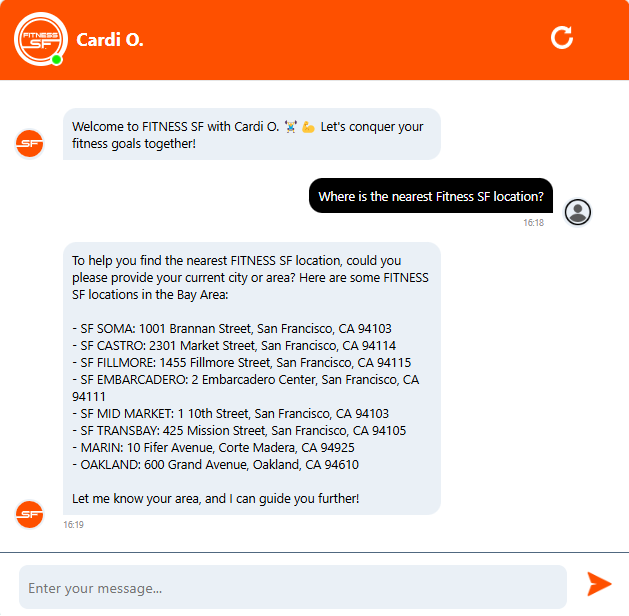 FITNESS
SF
Cardi O.
Welcome to FITNESS SF with Cardi O. 🏋️ 💪 Let's conquer your
fitness goals together!
SF
Where is the nearest Fitness SF location?
16:18
To help you find the nearest FITNESS SF location, could you
please provide your current city or area? Here are some FITNESS
SF locations in the Bay Area:
- SF SOMA: 1001 Brannan Street, San Francisco, CA 94103
- SF CASTRO: 2301 Market Street, San Francisco, CA 94114
- SF FILLMORE: 1455 Fillmore Street, San Francisco, CA 94115
- SF EMBARCADERO: 2 Embarcadero Center, San Francisco, CA
94111
- SF MID MARKET: 1 10th Street, San Francisco, CA 94103
- SF TRANSBAY: 425 Mission Street, San Francisco, CA 94105
- MARIN: 10 Fifer Avenue, Corte Madera, CA 94925
- OAKLAND: 600 Grand Avenue, Oakland, CA 94610
Let me know your area, and I can guide you further!
SF
16:19
Enter your message...